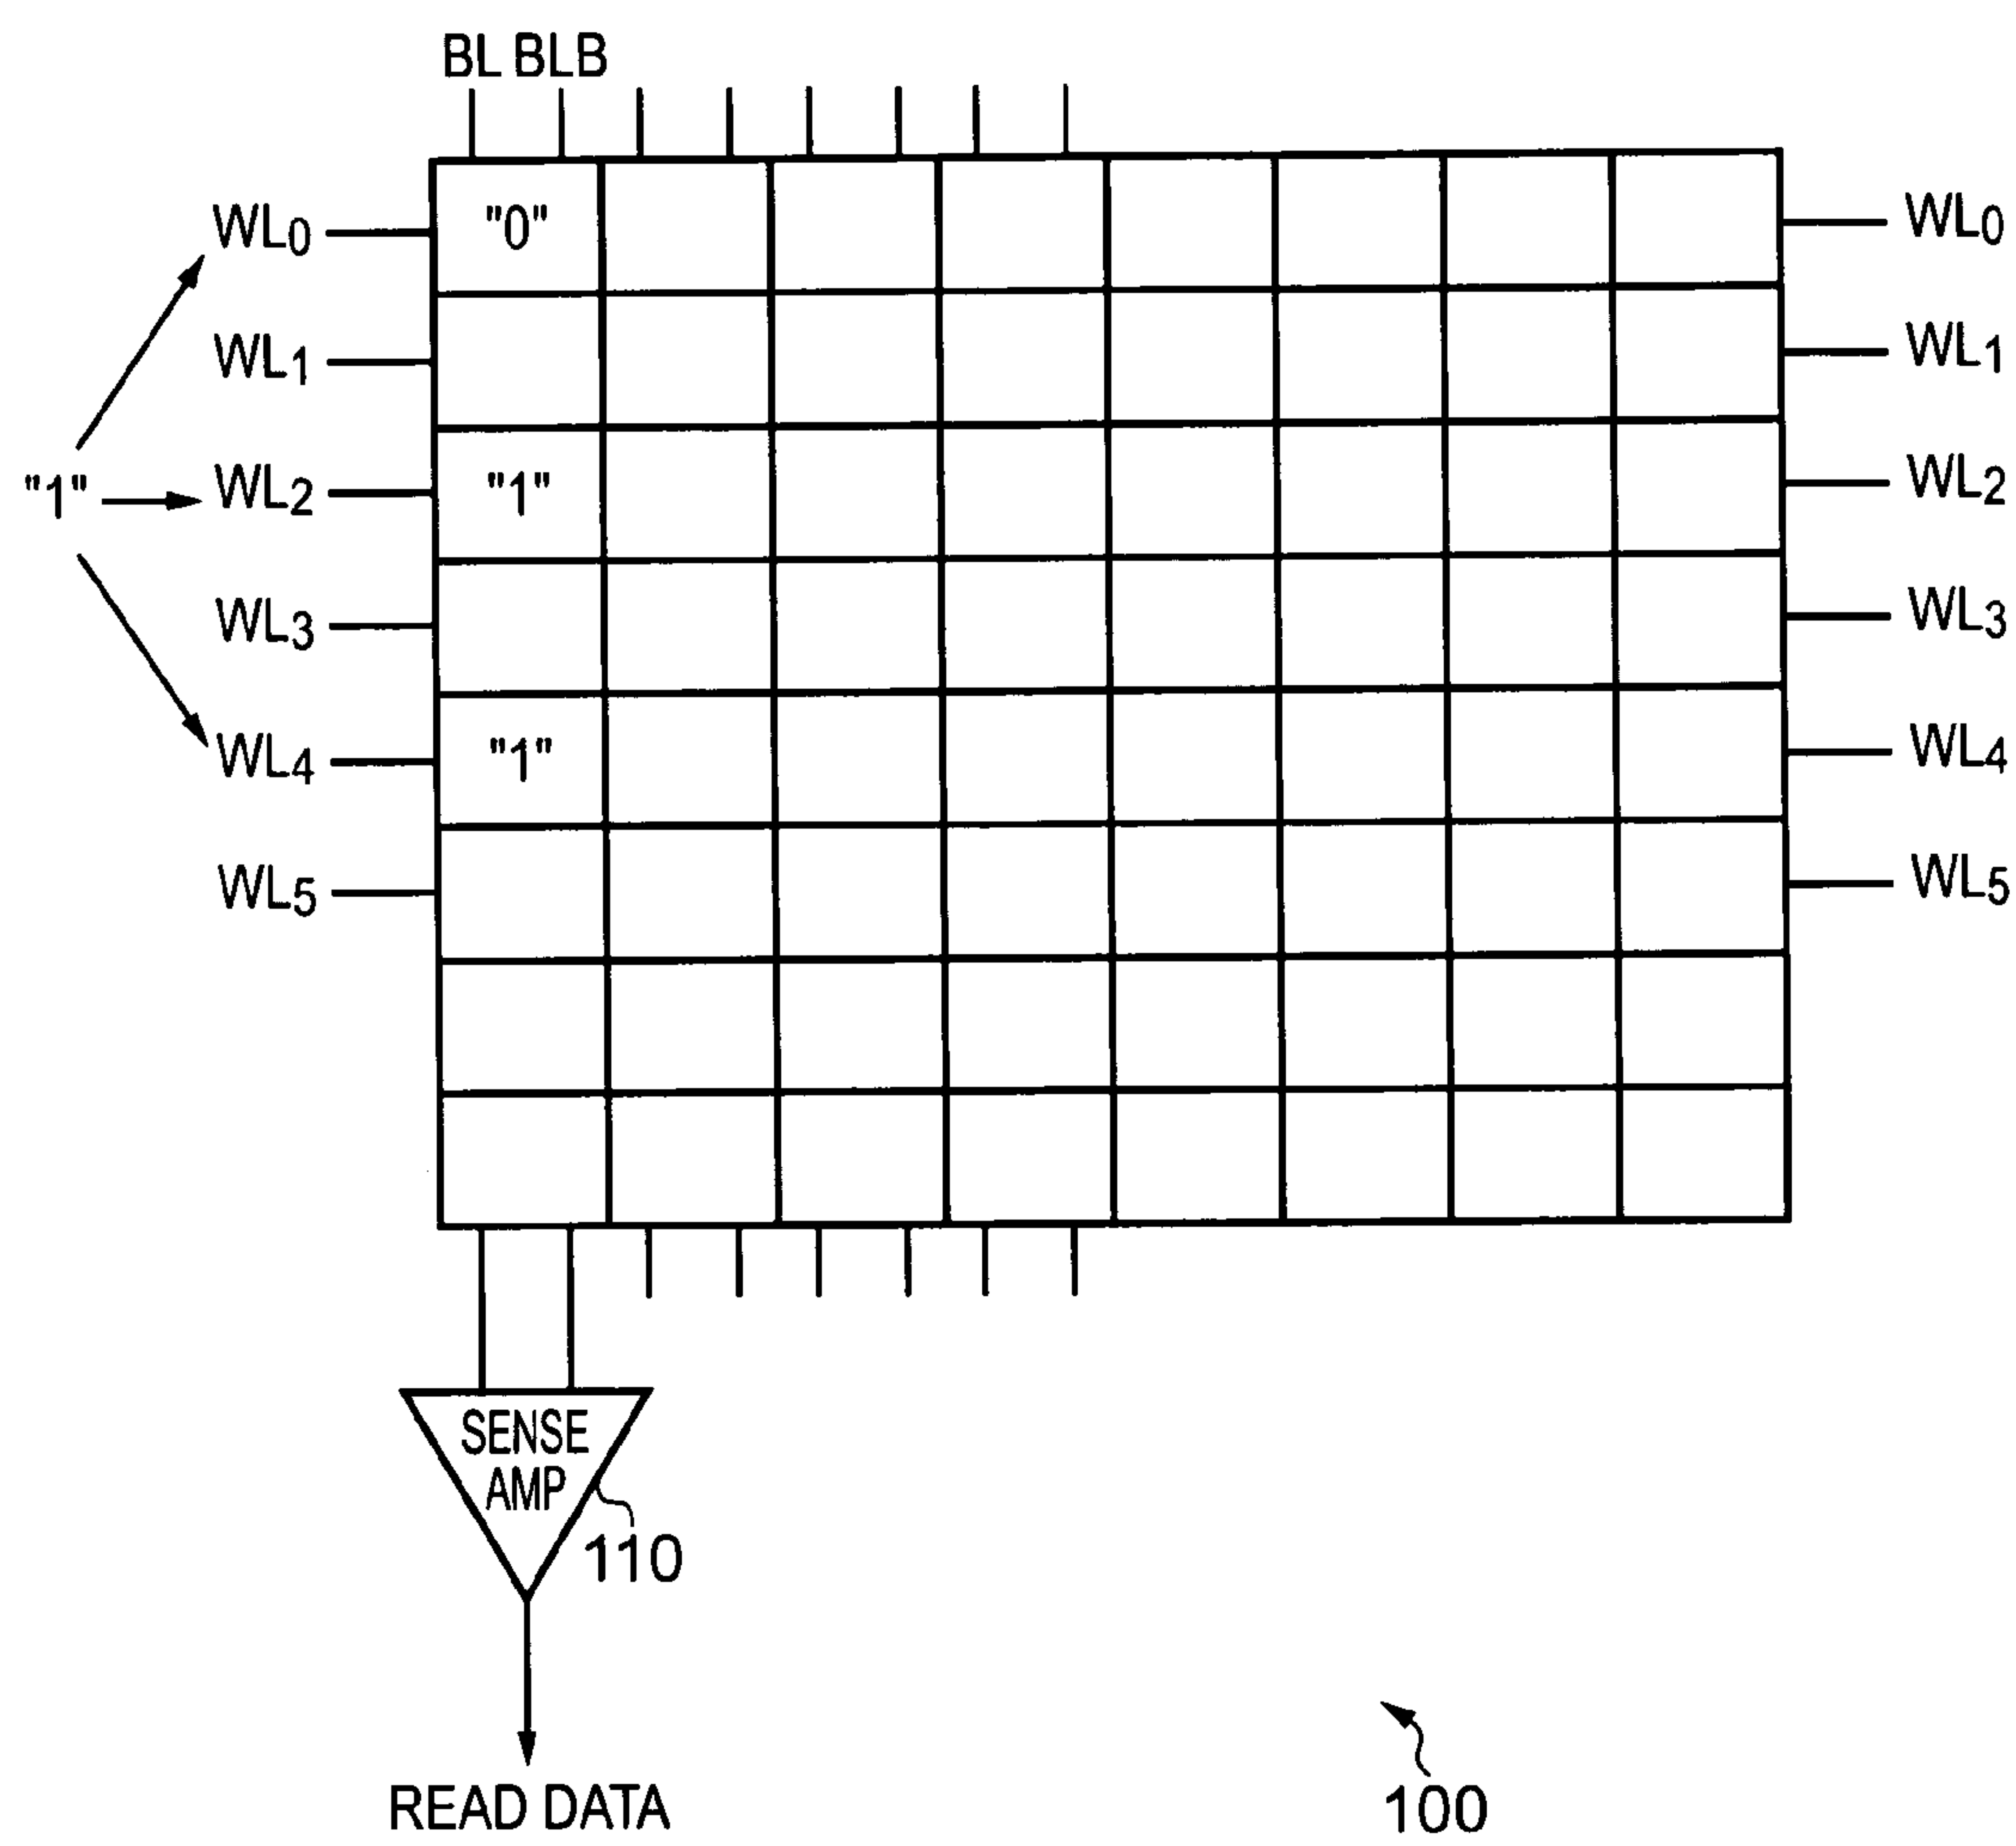 BL BLB
WL0 "0" WL0
WL1 WL1
"1" WL2 "1" WL2
WL3 WL3
WL4 "1" WL4
WL5 WL5
SENSE
AMP
110
READ DATA
100